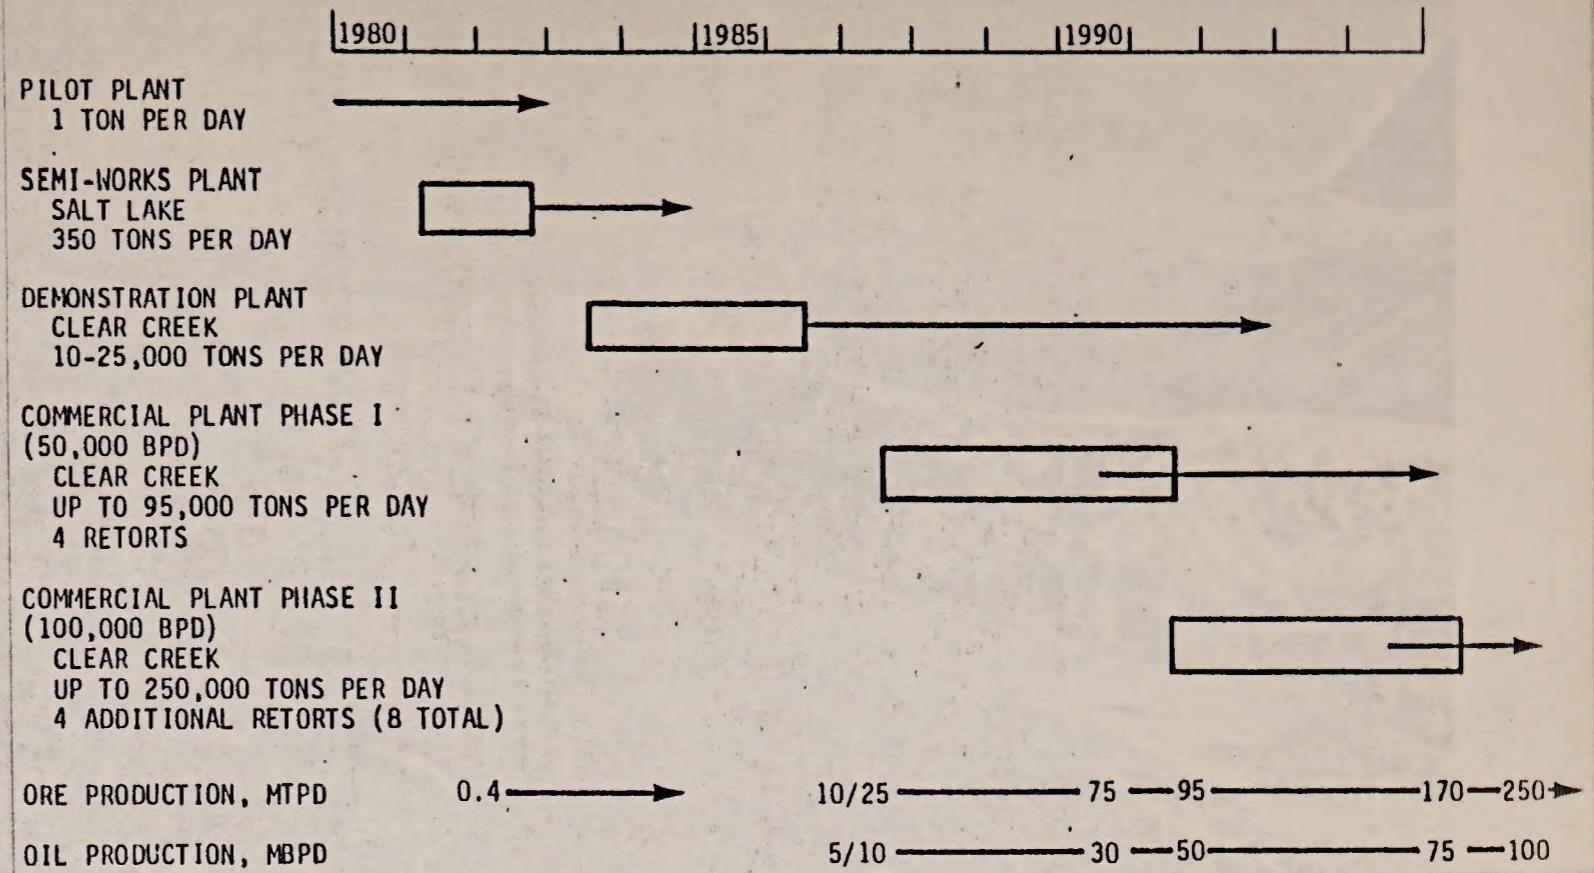 1980 1985 1990
PILOT PLANT
1 TON PER DAY
SEMI-WORKS PLANT
SALT LAKE
350 TONS PER DAY
DEMONSTRATION PLANT
CLEAR CREEK
10-25,000 TONS PER DAY
COMMERCIAL PLANT PHASE I
(50,000 BPD)
CLEAR CREEK
UP TO 95,000 TONS PER DAY
4 RETORTS
COMMERCIAL PLANT PHASE II
(100,000 BPD)
CLEAR CREEK
UP TO 250,000 TONS PER DAY
4 ADDITIONAL RETORTS (8 TOTAL)
ORE PRODUCTION, MTPD 0.4 10/25 75 95 170 250
OIL PRODUCTION, MBPD 5/10 30 50 75 100